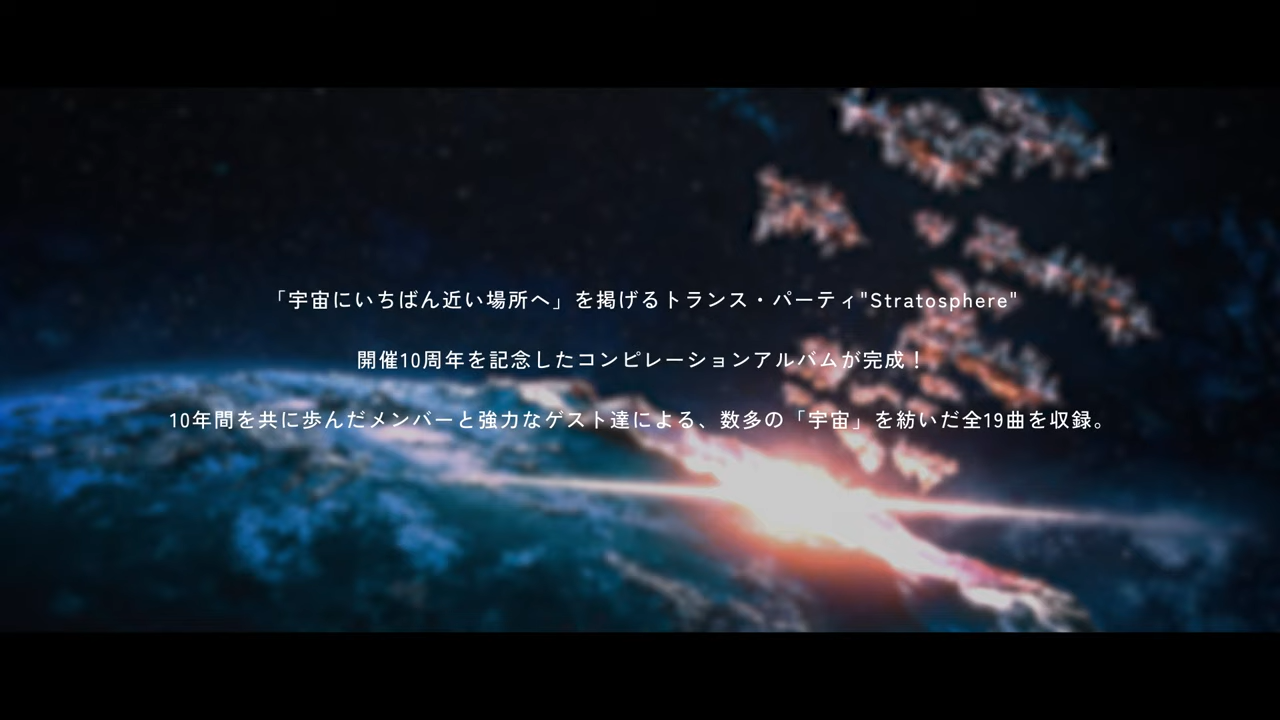 「宇宙にいちばん近い場所へ」を掲げるトランス・パーティ"Stratosphere"
開催10周年を記念したコンピレーションアルバムが完成！
10年間を共に歩んだメンバーと強力なゲスト達による、数多の「宇宙」を紡いだ全19曲を収録。